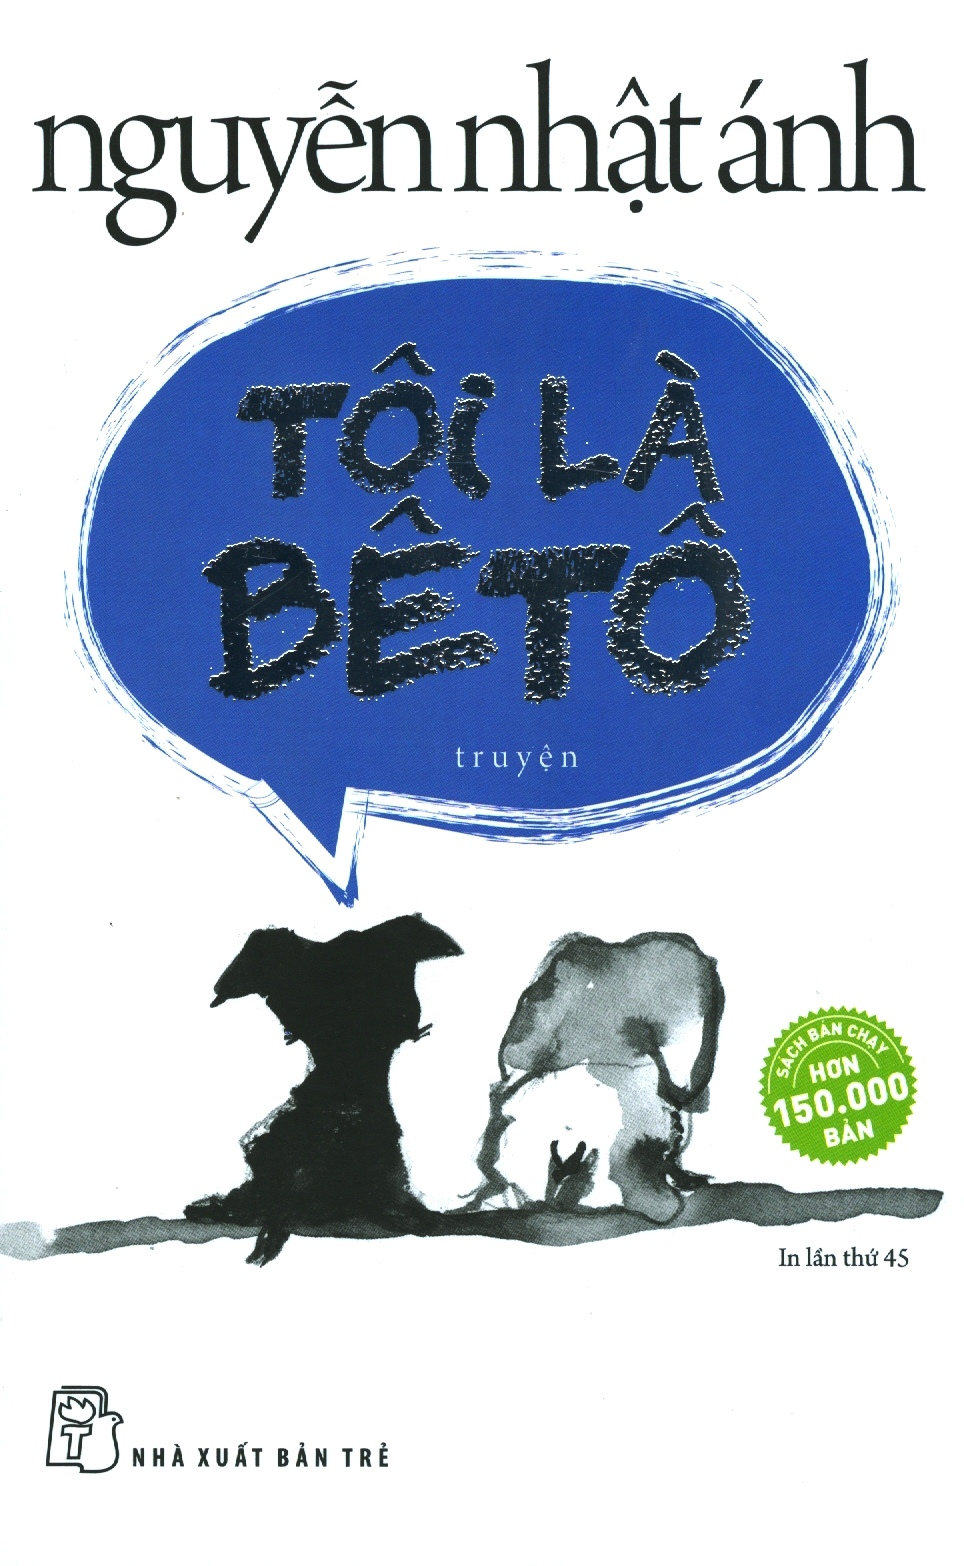 nguyễn nhật ánh
TÔi LÀ
BÊTÔ
truyện
SÁCH BÁN CHẠY
HƠN
150.000
BẢN
In lần thứ 45
T
NHÀ XUẤT BẢN TRẺ